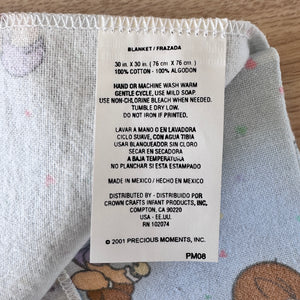 BLANKET / FRAZADA
30 in. X 30 in. ( 76 cm X 76 cm )
100% COTTON - 100% ALGODON
HAND OR MACHINE WASH WARM
GENTLE CYCLE, USE MILD SOAP
USE NON-CHLORINE BLEACH WHEN NEEDED.
TUMBLE DRY LOW.
DO NOT IRON IF PRINTED.
LAVAR A MANO O EN LAVADORA
CICLO SUAVE, CON AGUA TIBIA
USAR BLANQUEADOR SIN CLORO
SECAR EN SECADORA
A BAJA TEMPERATURA
NO PLANCHAR SI ESTA ESTAMPADO
MADE IN MEXICO / HECHO EN MEXICO
DISTRIBUTED BY - DISTRIBUIDO POR
CROWN CRAFTS INFANT PRODUCTS, INC.
COMPTON, CA 90220
USA - EE.UU.
RN 102074
© 2001 PRECIOUS MOMENTS, INC.
PM08